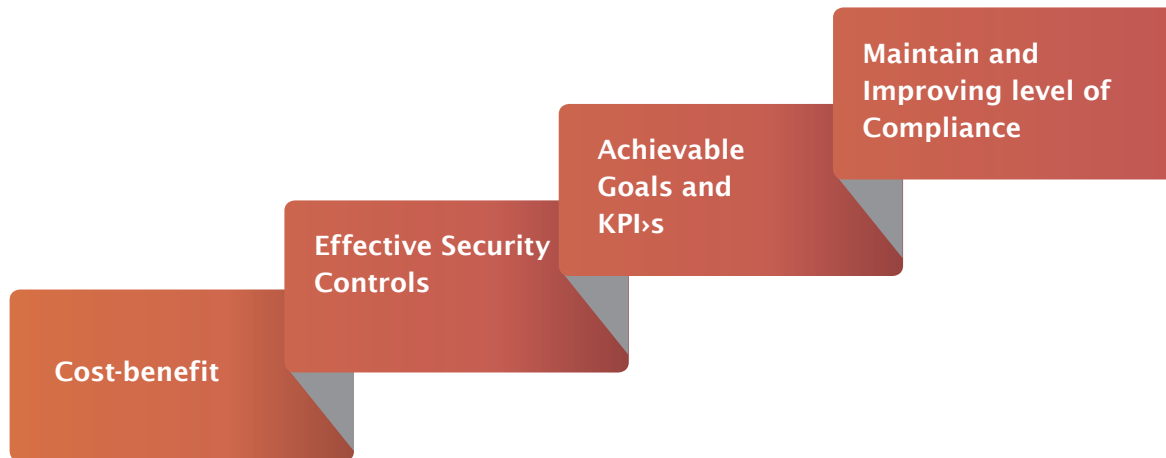 Maintain and
Improving level of
Compliance
Achievable
Goals and
KPI›s
Effective Security
Controls
Cost-benefit